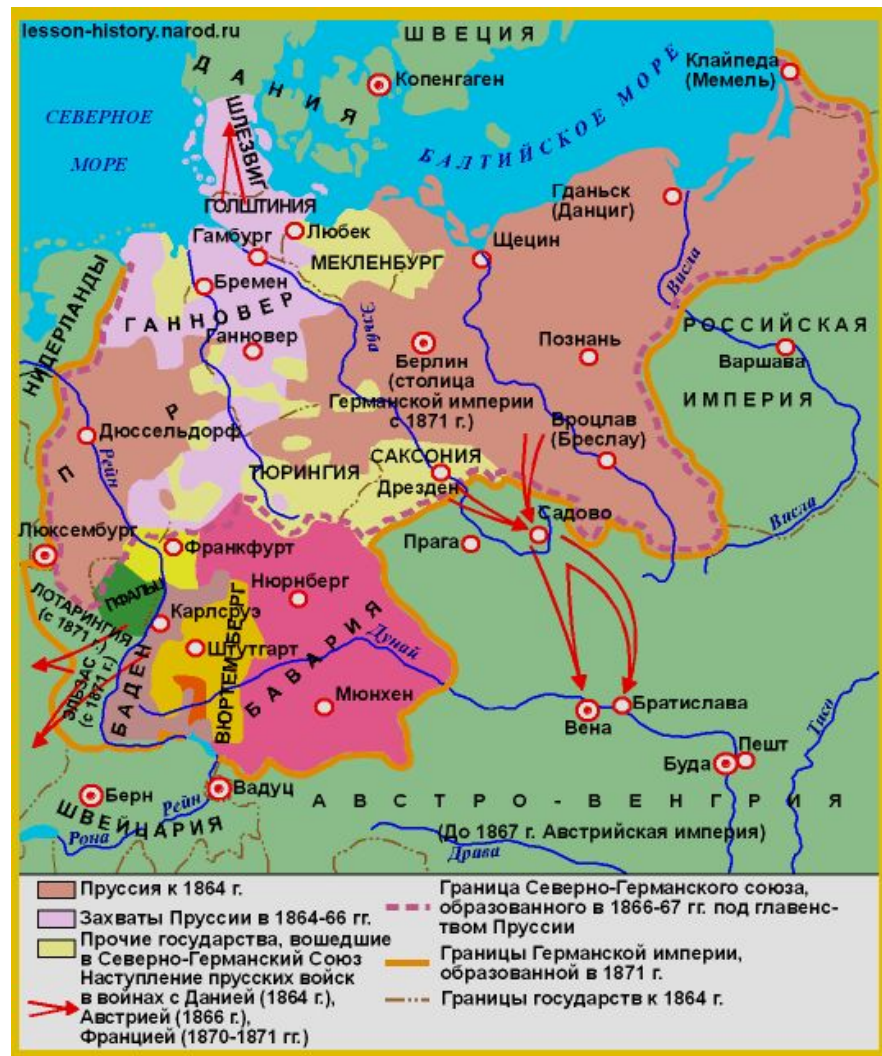 lesson-history.narod.ru
ШВЕЦИЯ
ДАНИЯ
Копенгаген
Клайпеда
(Мемель)
СЕВЕРНОЕ
МОРЕ
БАЛТИЙСКОЕ МОРЕ
ШЛЕЗВИГ
ГОЛШТИНИЯ
Гданьск
(Данциг)
Любек
Гамбург
Щецин
МЕКЛЕНБУРГ
Бремен
Висла
НИДЕРЛАНДЫ
ГАННОВЕР
Ганновер
Эльба
Берлин
(столица
Германской империи
с 1871 г.)
Познань
РОССИЙСКАЯ
ИМПЕРИЯ
Варшава
П Р
Дюссельдорф
Рейн
Вроцлав
(Бреслау)
ТЮРИНГИЯ
САКСОНИЯ
Дрезден
Садово
Висла
Люксембург
Франкфурт
Прага
ПФАЛЬЦ
Нюрнберг
ЛОТАРИНГИЯ
(с 1871 г.)
Карлсруэ
Штутгарт
ЭЛЬЗАС
(с 1871 г.)
БАДЕН
ВЮРТЕМБЕРГ
БАВАРИЯ
Дунай
Мюнхен
Вена
Братислава
Тисо
Буда
Пешт
Берн
Рейн
Вадуц
ШВЕЙЦАРИЯ
Рона
АВСТРО-ВЕНГРИЯ
(До 1867 г. Австрийская империя)
Драва
Пруссия к 1864 г.
Захваты Пруссии в 1864-66 гг.
Прочие государства, вошедшие
в Северно-Германский Союз
Наступление прусских войск
в войнах с Данией (1864 г.),
Австрией (1866 г.),
Францией (1870-1871 гг.)
Граница Северно-Германского союза,
образованного в 1866-67 гг. под главенс-
твом Пруссии
Границы Германской империи,
образованной в 1871 г.
Границы государств к 1864 г.